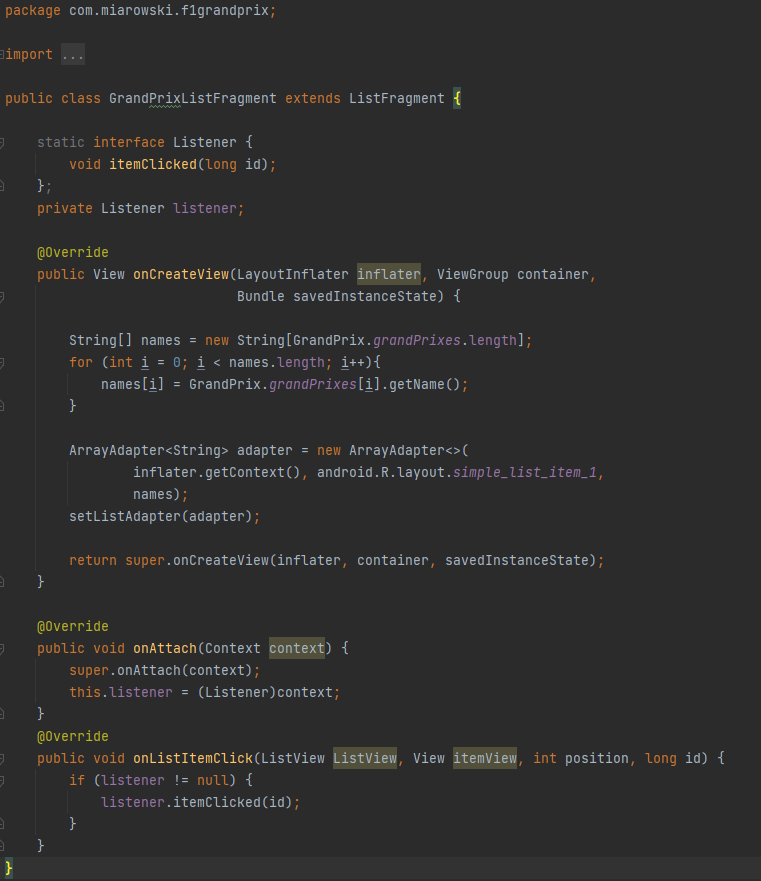 package com.miarowski.f1grandprix;
import ...
public class GrandPrixListFragment extends ListFragment {
static interface Listener {
void itemClicked(long id);
};
private Listener listener;
@Override
public View onCreateView(LayoutInflater inflater, ViewGroup container,
Bundle savedInstanceState) {
String[] names = new String[GrandPrix.grandPrixes.length];
for (int i = 0; i < names.length; i++){
names[i] = GrandPrix.grandPrixes[i].getName();
}
ArrayAdapter<String> adapter = new ArrayAdapter<>(
inflater.getContext(), android.R.layout.simple_list_item_1,
names);
setListAdapter(adapter);
return super.onCreateView(inflater, container, savedInstanceState);
}
@Override
public void onAttach(Context context) {
super.onAttach(context);
this.listener = (Listener)context;
}
@Override
public void onListItemClick(ListView ListView, View itemView, int position, long id) {
if (listener != null) {
listener.itemClicked(id);
}
}
}